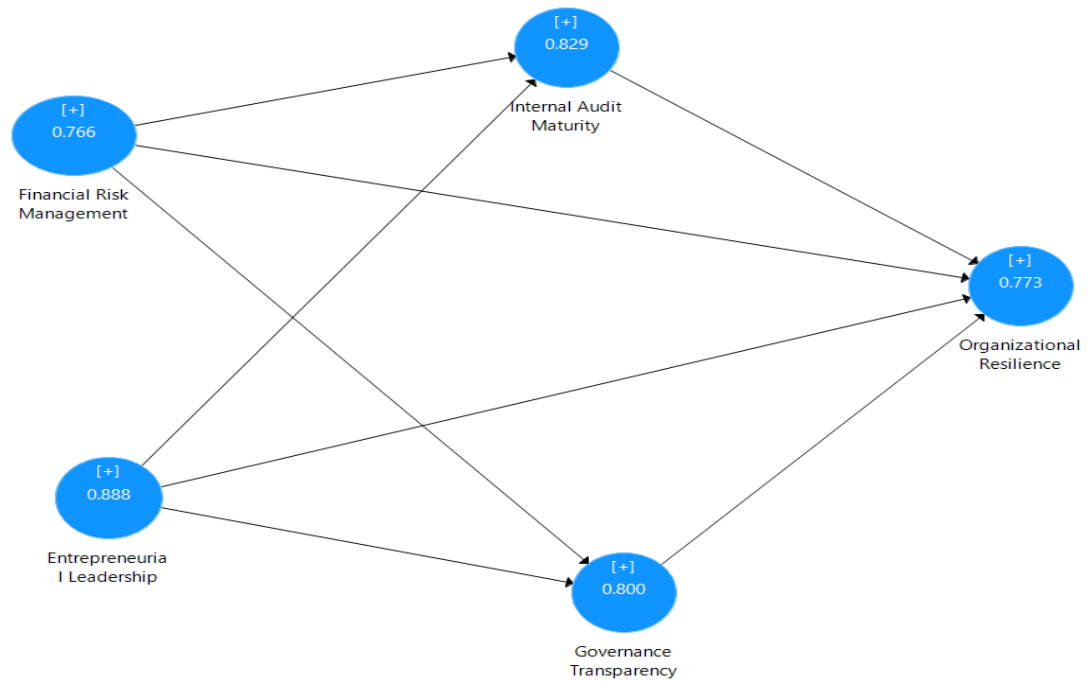 [+]
0.829
Internal Audit
Maturity
[+]
0.766
Financial Risk
Management
[+]
0.773
Organizational
Resilience
[+]
0.888
Entrepreneuria
l Leadership
[+]
0.800
Governance
Transparency